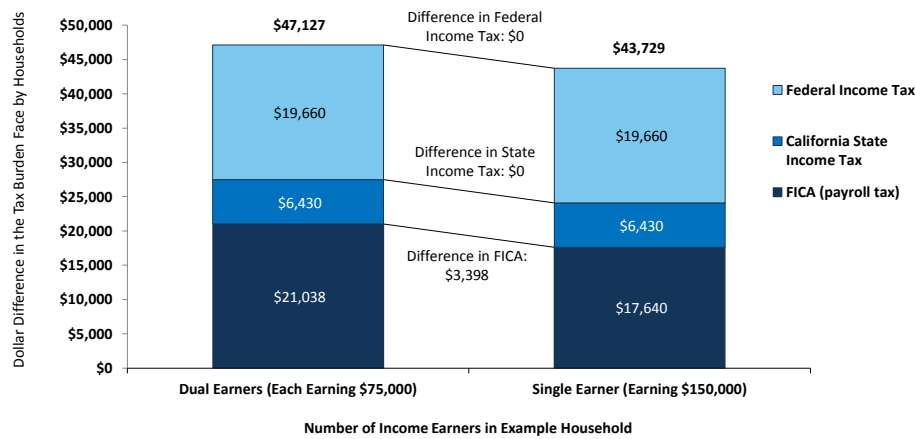 Dollar Difference in the Tax Burden Face by Households
$50,000
$45,000
$40,000
$35,000
$30,000
$25,000
$20,000
$15,000
$10,000
$5,000
$0
$47,127
$19,660
$6,430
$21,038
Difference in Federal
Income Tax: $0
Difference in State
Income Tax: $0
Difference in FICA:
$3,398
$43,729
$19,660
$6,430
$17,640
Federal Income Tax
California State
Income Tax
FICA (payroll tax)
Dual Earners (Each Earning $75,000)
Single Earner (Earning $150,000)
Number of Income Earners in Example Household